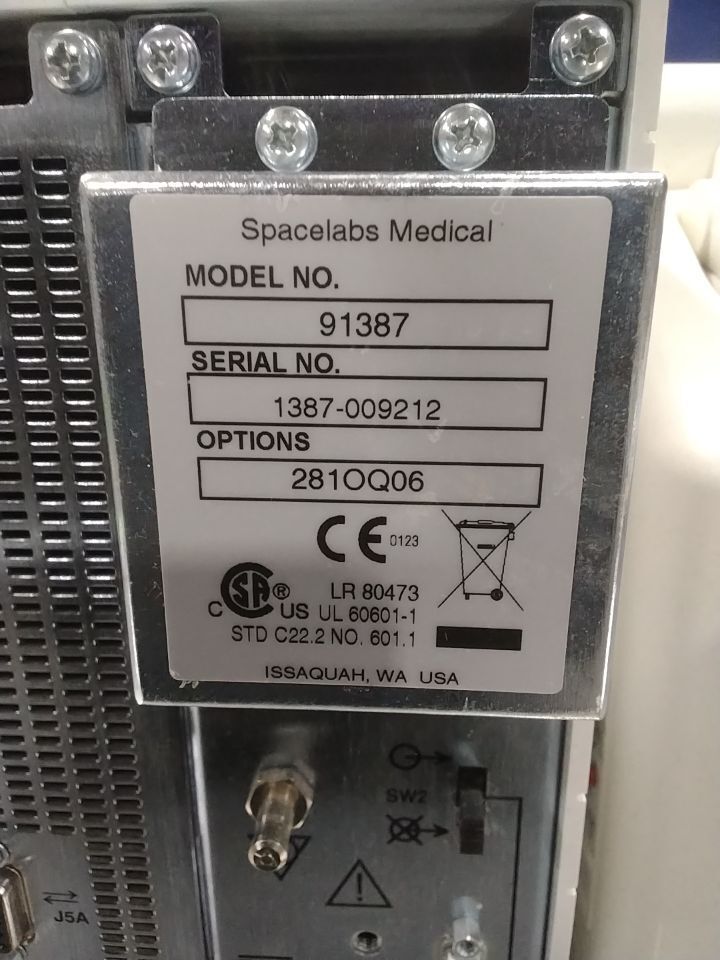 Spacelabs Medical
MODEL NO.
91387
SERIAL NO.
1387-009212
OPTIONS
281OQ06
CE 0123
CSA® LR 80473
C US UL 60601-1
STD C22.2 NO. 601.1
ISSAQUAH, WA USA
SW2
J5A